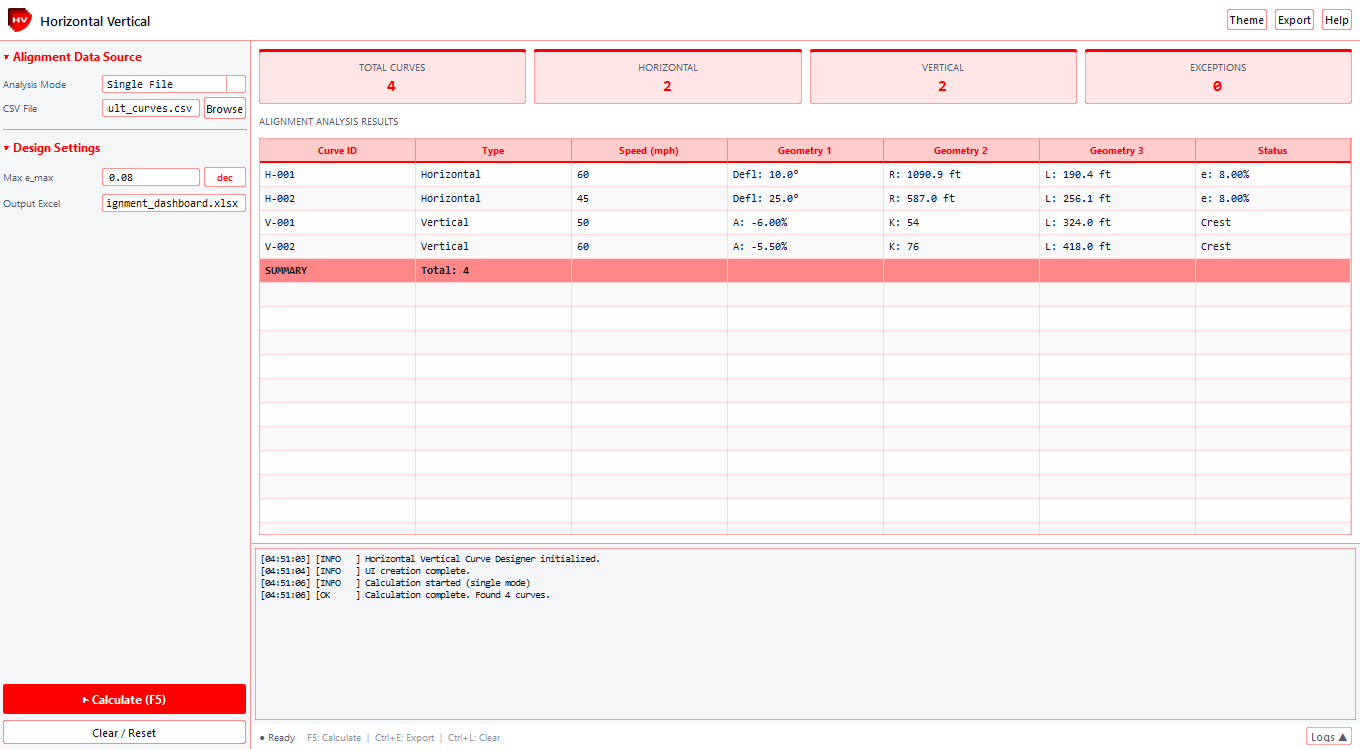 HV Horizontal Vertical
Theme Export Help
▾ Alignment Data Source
Analysis Mode Single File
CSV File ult_curves.csv Browse
▾ Design Settings
Max e_max 0.08 dec
Output Excel ignment_dashboard.xlsx
TOTAL CURVES HORIZONTAL VERTICAL EXCEPTIONS
4 2 2 0
ALIGNMENT ANALYSIS RESULTS
Curve ID Type Speed (mph) Geometry 1 Geometry 2 Geometry 3 Status
H-001 Horizontal 60 Defl: 10.0° R: 1090.9 ft L: 190.4 ft e: 8.00%
H-002 Horizontal 45 Defl: 25.0° R: 587.0 ft L: 256.1 ft e: 8.00%
V-001 Vertical 50 A: -6.00% K: 54 L: 324.0 ft Crest
V-002 Vertical 60 A: -5.50% K: 76 L: 418.0 ft Crest
SUMMARY Total: 4
[04:51:03] [INFO ] Horizontal Vertical Curve Designer initialized.
[04:51:04] [INFO ] UI creation complete.
[04:51:06] [INFO ] Calculation started (single mode)
[04:51:06] [OK ] Calculation complete. Found 4 curves.
▸ Calculate (F5)
Clear / Reset
● Ready F5: Calculate | Ctrl+E: Export | Ctrl+L: Clear
Logs ▲